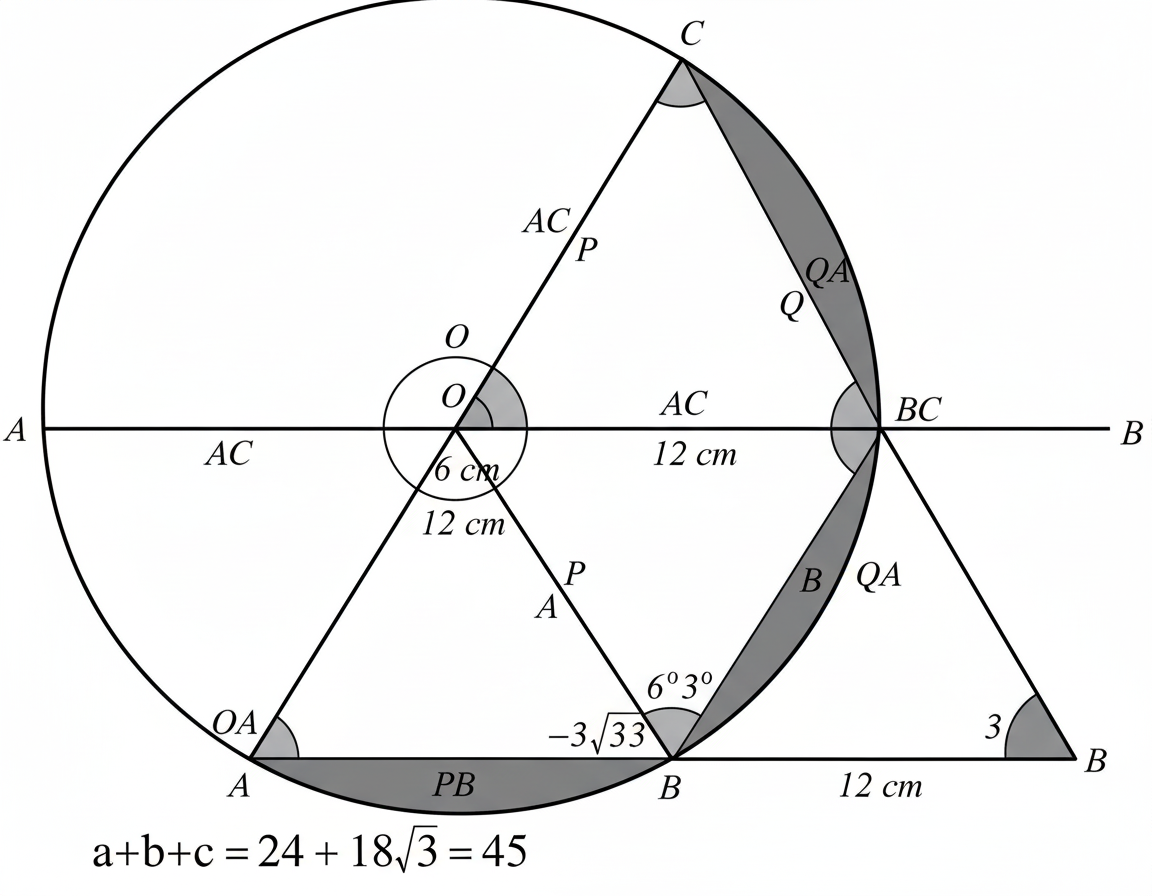 C
AC
P
QA
Q
O
O
AC
BC
A
AC
12 cm
B
6 cm
12 cm
P
A
B
QA
6° 3°
OA
−3√33
3
A
PB
B
12 cm
B
a+b+c = 24 + 18√3 = 45